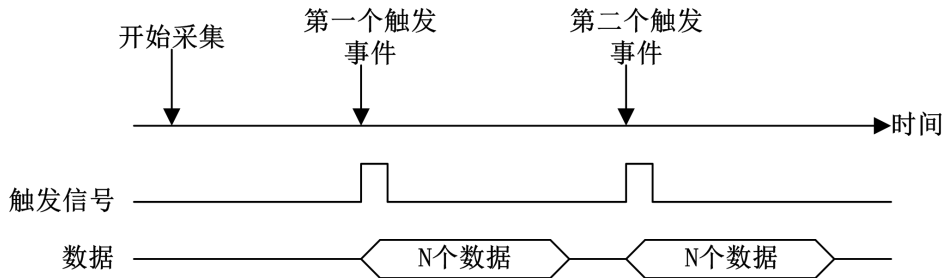 开始采集
第一个触发
事件
第二个触发
事件
时间
触发信号
数据
N个数据
N个数据